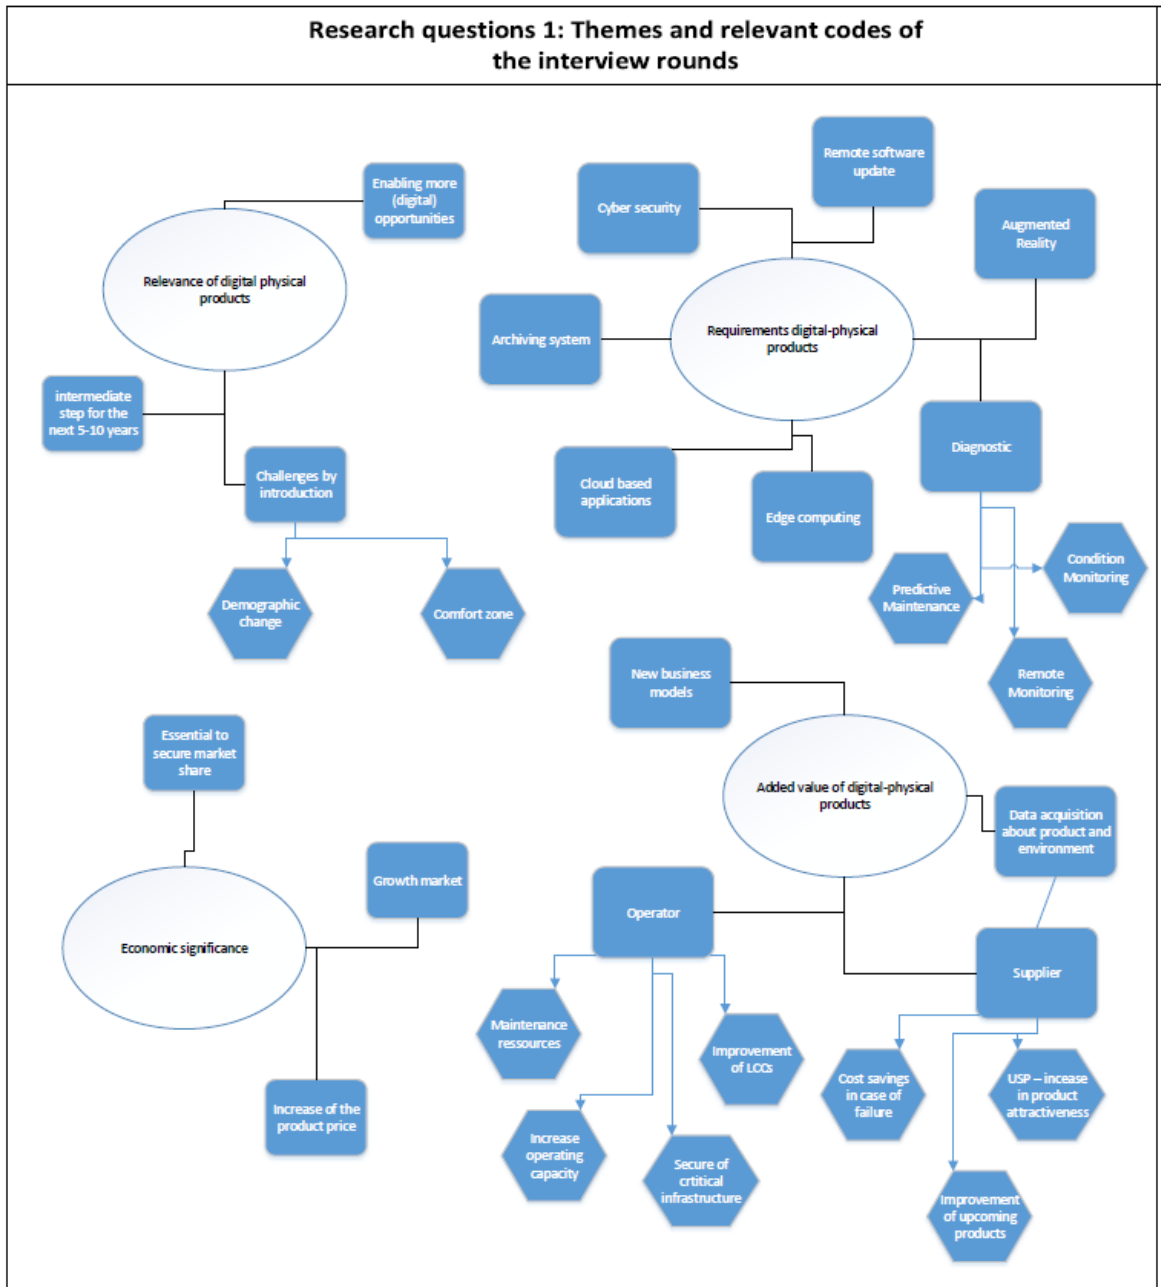 Research questions 1: Themes and relevant codes of
the interview rounds
Enabling more
(digital)
opportunities
Relevance of digital physical
products
intermediate
step for the
next 5-10 years
Challenges by
introduction
Demographic
change
Comfort zone
Remote software
update
Cyber security
Augmented
Reality
Archiving system
Requirements digital-physical
products
Diagnostic
Cloud based
applications
Edge computing
Condition
Monitoring
Predictive
Maintenance
Remote
Monitoring
New business
models
Added value of digital-physical
products
Data acquisition
about product and
environment
Operator
Supplier
Maintenance
ressources
Improvement
of LCCs
Increase
operating
capacity
Secure of
crtitical
infrastructure
Cost savings
in case of
failure
USP – incease
in product
attractiveness
Improvement
of upcoming
products
Essential to
secure market
share
Growth market
Economic significance
Increase of the
product price